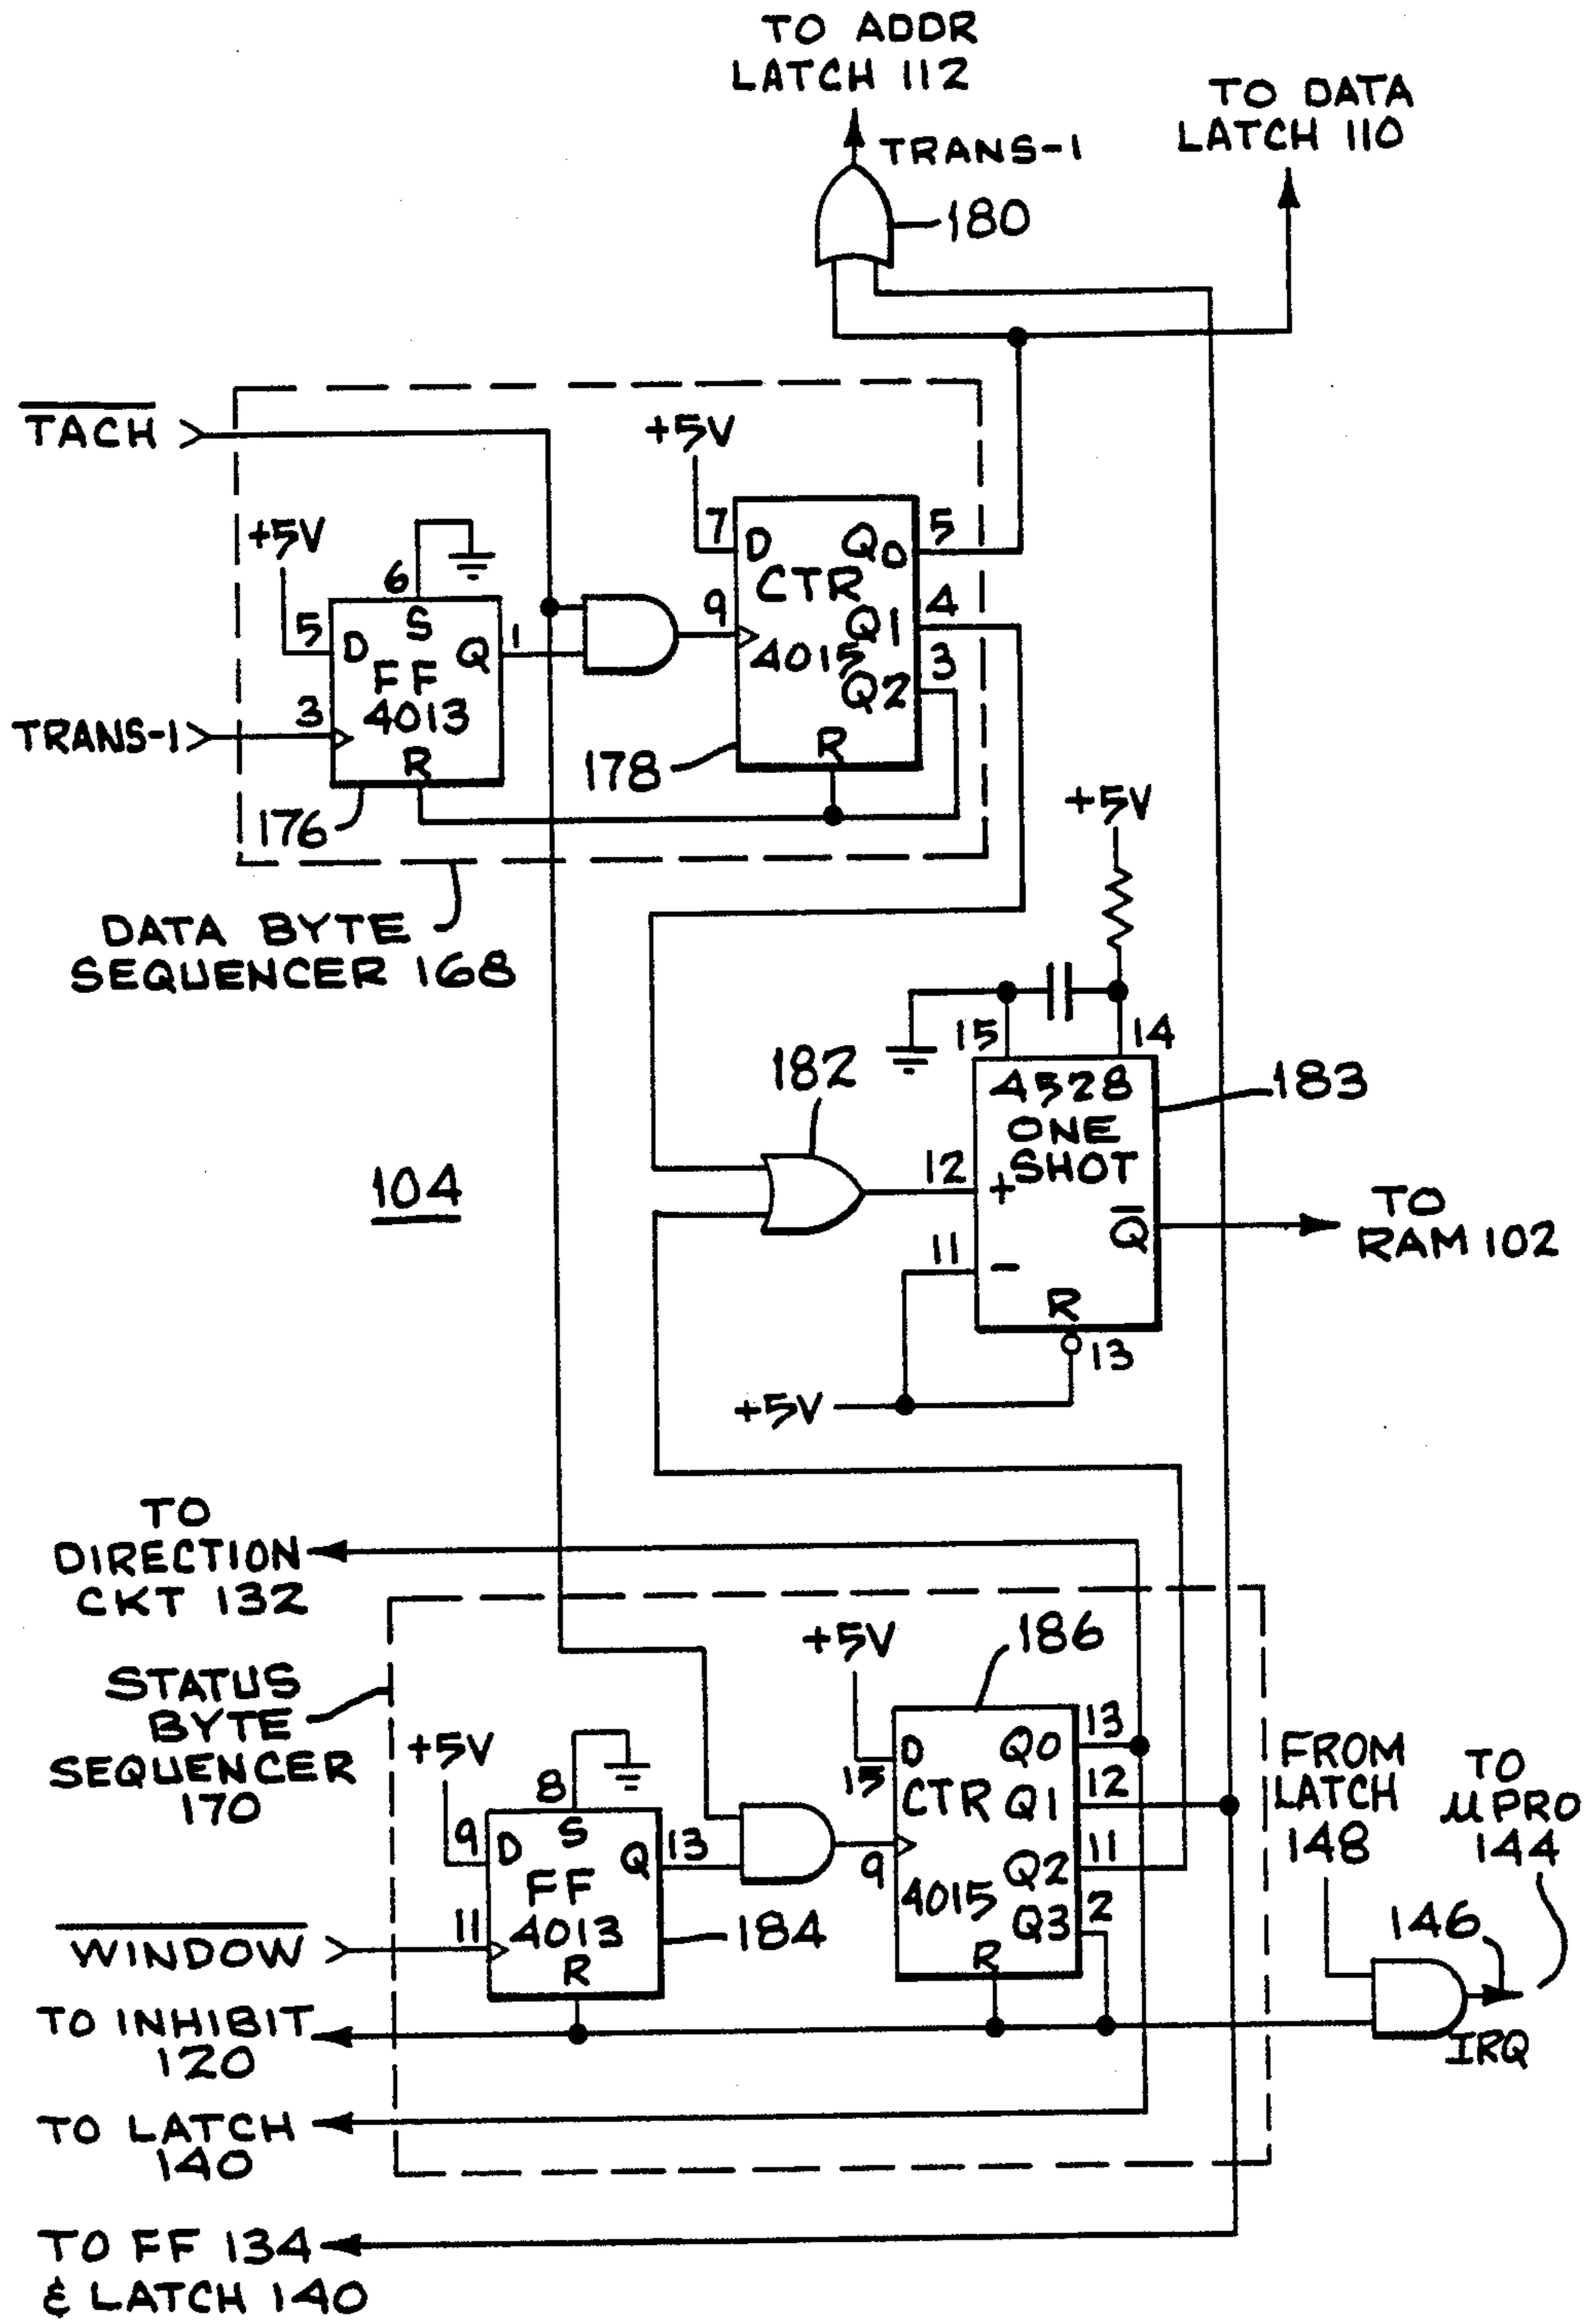 TO ADDR
LATCH 112
TO DATA
LATCH 110
TRANS-1
180
TACH
+5V
+5V
7
D
Q0
5
CTR
6
S
9
Q1
4
5
D
Q
1
4015
3
FF
Q2
3
4013
TRANS-1
R
R
178
176
+5V
DATA BYTE
SEQUENCER 168
15
14
182
4528
183
ONE
SHOT
12
+
104
Q
TO
RAM 102
11
−
R
13
+5V
TO
DIRECTION
CKT 132
+5V
186
STATUS
BYTE
SEQUENCER
170
+5V
D
Q0
13
15
8
CTR
Q1
12
S
9
D
Q
13
Q2
11
FF
9
4015
11
4013
184
Q3
2
R
R
FROM
LATCH
148
TO
μPRO
144
146
WINDOW
TO INHIBIT
120
IRQ
TO LATCH
140
TO FF 134
& LATCH 140